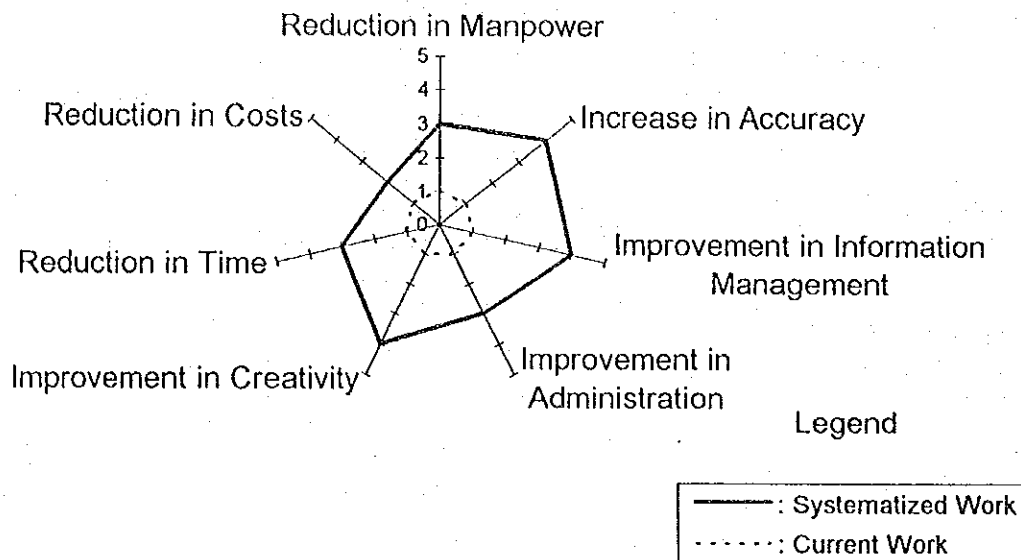 Reduction in Manpower
5
4
3
2
1
0
Reduction in Costs
Increase in Accuracy
Reduction in Time
Improvement in Information
Management
Improvement in Creativity
Improvement in
Administration
Legend
: Systematized Work
: Current Work